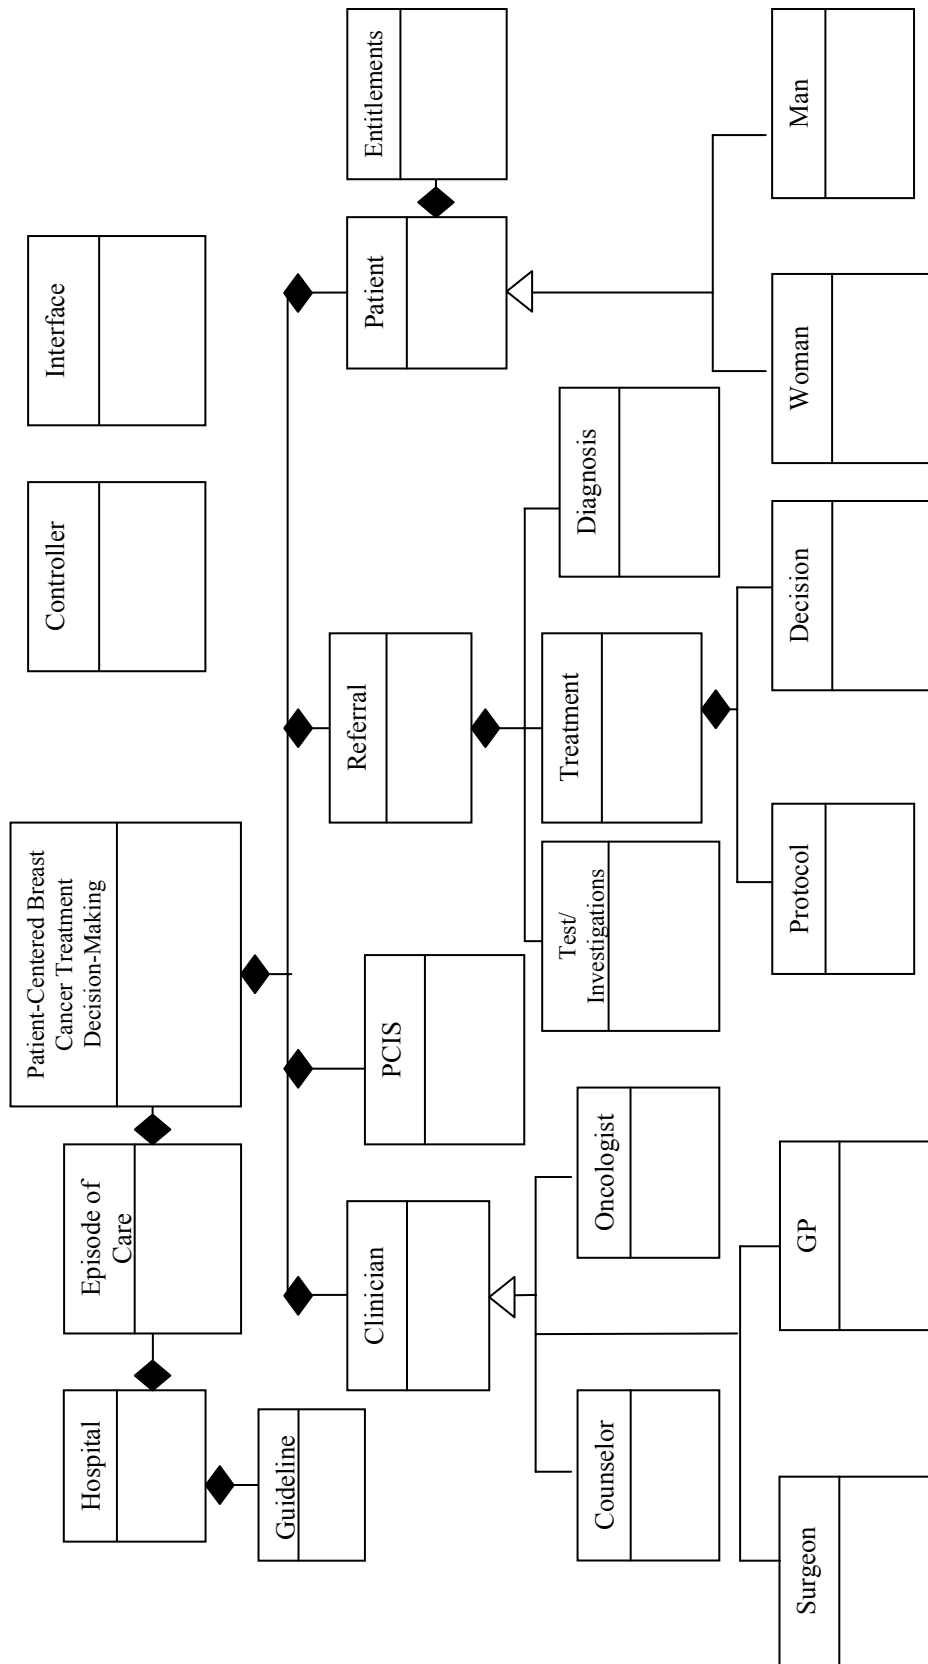 Hospital
Episode of
Care
Patient-Centered Breast
Cancer Treatment
Decision-Making
Controller
Interface
Guideline
Clinician
PCIS
Referral
Patient
Entitlements
Counselor
Oncologist
Test/
Investigations
Treatment
Diagnosis
Surgeon
GP
Protocol
Decision
Woman
Man